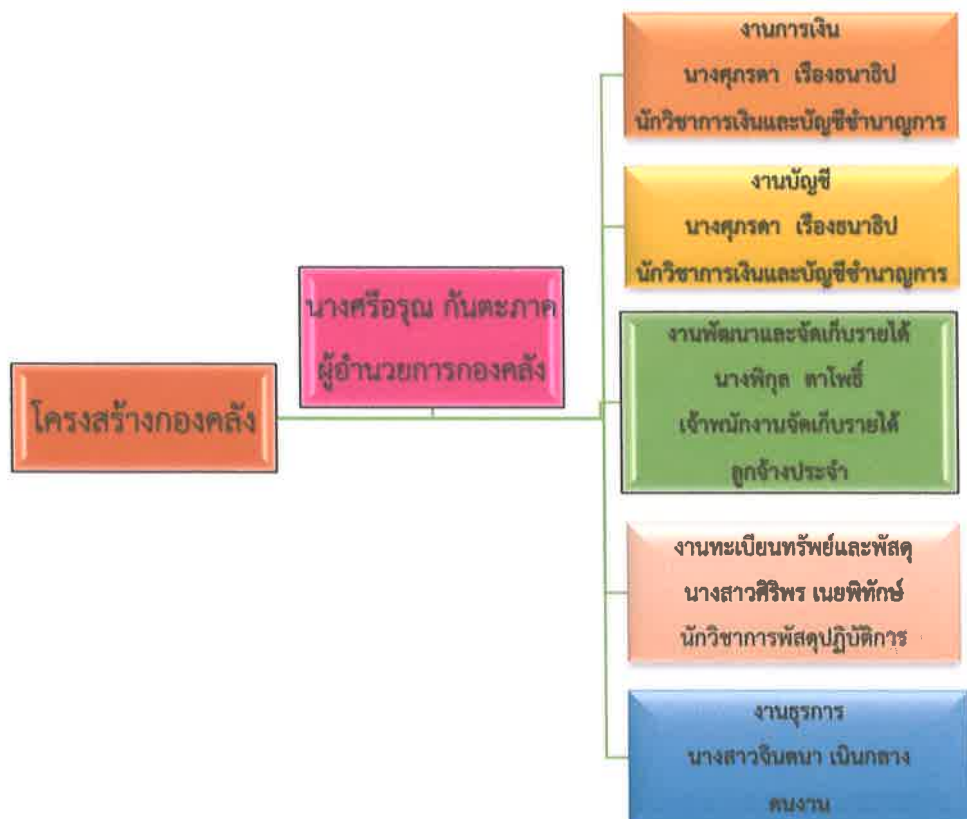 โครงสร้างกองคลัง
นางศรีอรุณ กันตะภาค
ผู้อำนวยการกองคลัง
งานการเงิน
นางศุภรดา เรืองธนาธิป
นักวิชาการเงินและบัญชีชำนาญการ
งานบัญชี
นางศุภรดา เรืองธนาธิป
นักวิชาการเงินและบัญชีชำนาญการ
งานพัฒนาและจัดเก็บรายได้
นางพิกุล ตาโพธิ์
เจ้าพนักงานจัดเก็บรายได้
ลูกจ้างประจำ
งานทะเบียนทรัพย์และพัสดุ
นางสาวศิริพร เนยพิทักษ์
นักวิชาการพัสดุปฏิบัติการ
งานธุรการ
นางสาวจินตนา เนินกลาง
คนงาน